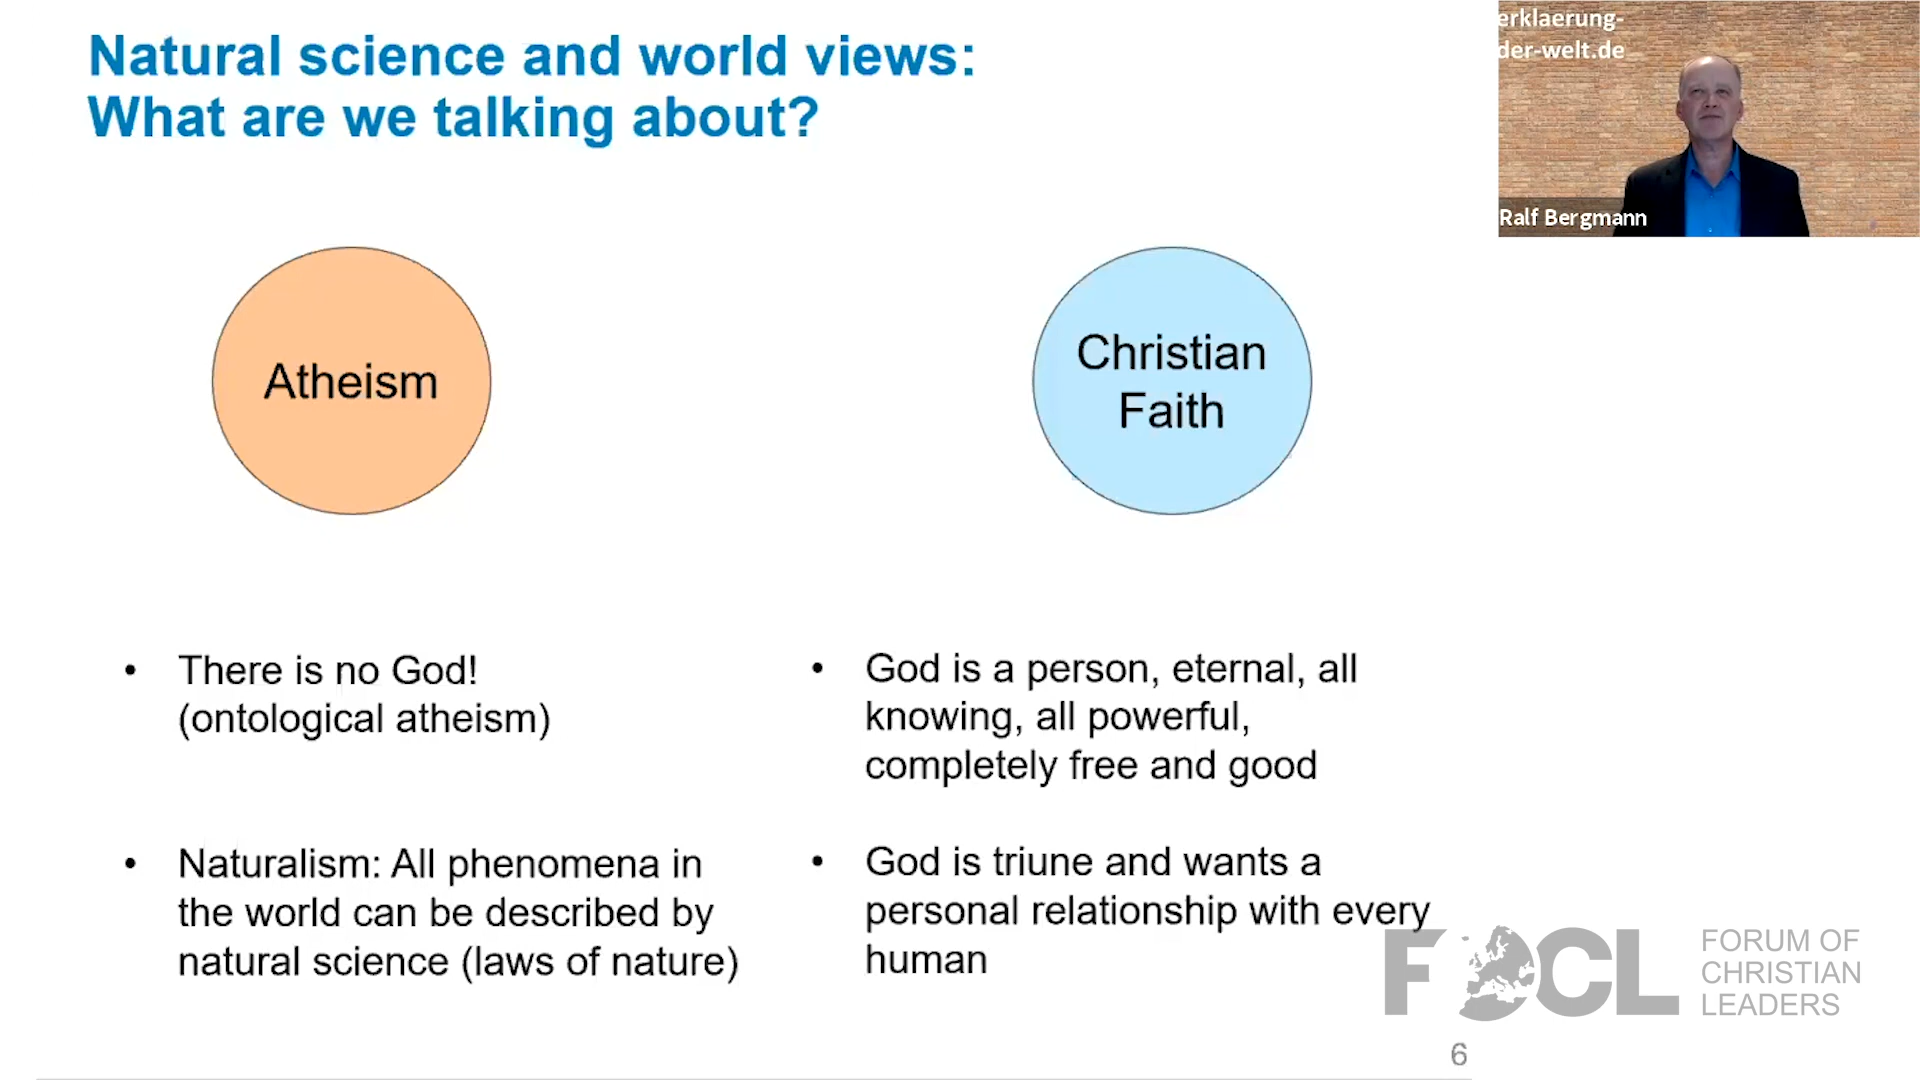 Natural science and world views:
What are we talking about?
erklaerung-
der-welt.de
Ralf Bergmann
Atheism
Christian
Faith
• There is no God!
(ontological atheism)
• Naturalism: All phenomena in
the world can be described by
natural science (laws of nature)
• God is a person, eternal, all
knowing, all powerful,
completely free and good
• God is triune and wants a
personal relationship with every
human
FOCL
FORUM OF
CHRISTIAN
LEADERS
6